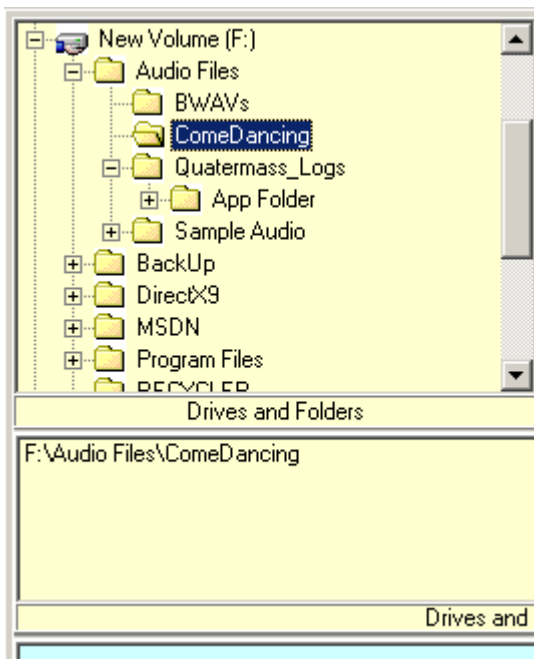 New Volume (F:)
Audio Files
BWAVs
ComeDancing
Quatermass_Logs
App Folder
Sample Audio
BackUp
DirectX9
MSDN
Program Files
RECYCLER
Drives and Folders
F:\Audio Files\ComeDancing
Drives and